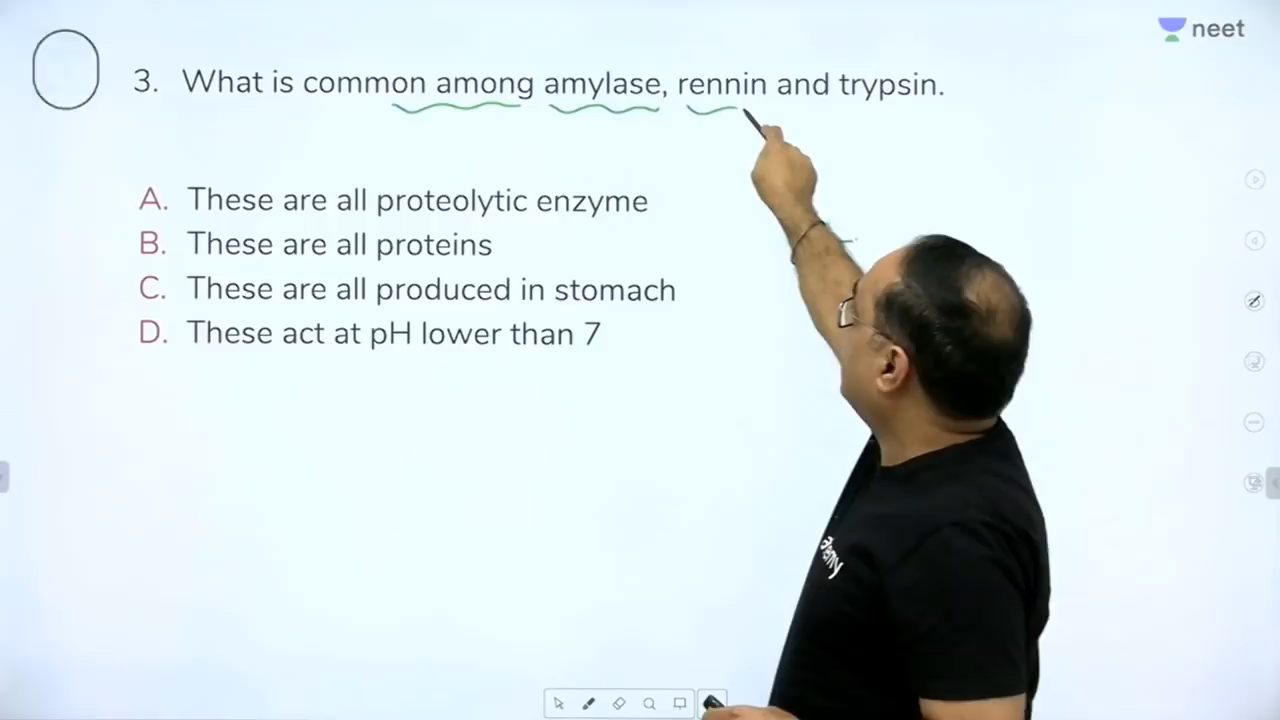 neet
3. What is common among amylase, rennin and trypsin.
A. These are all proteolytic enzyme
B. These are all proteins
C. These are all produced in stomach
D. These act at pH lower than 7